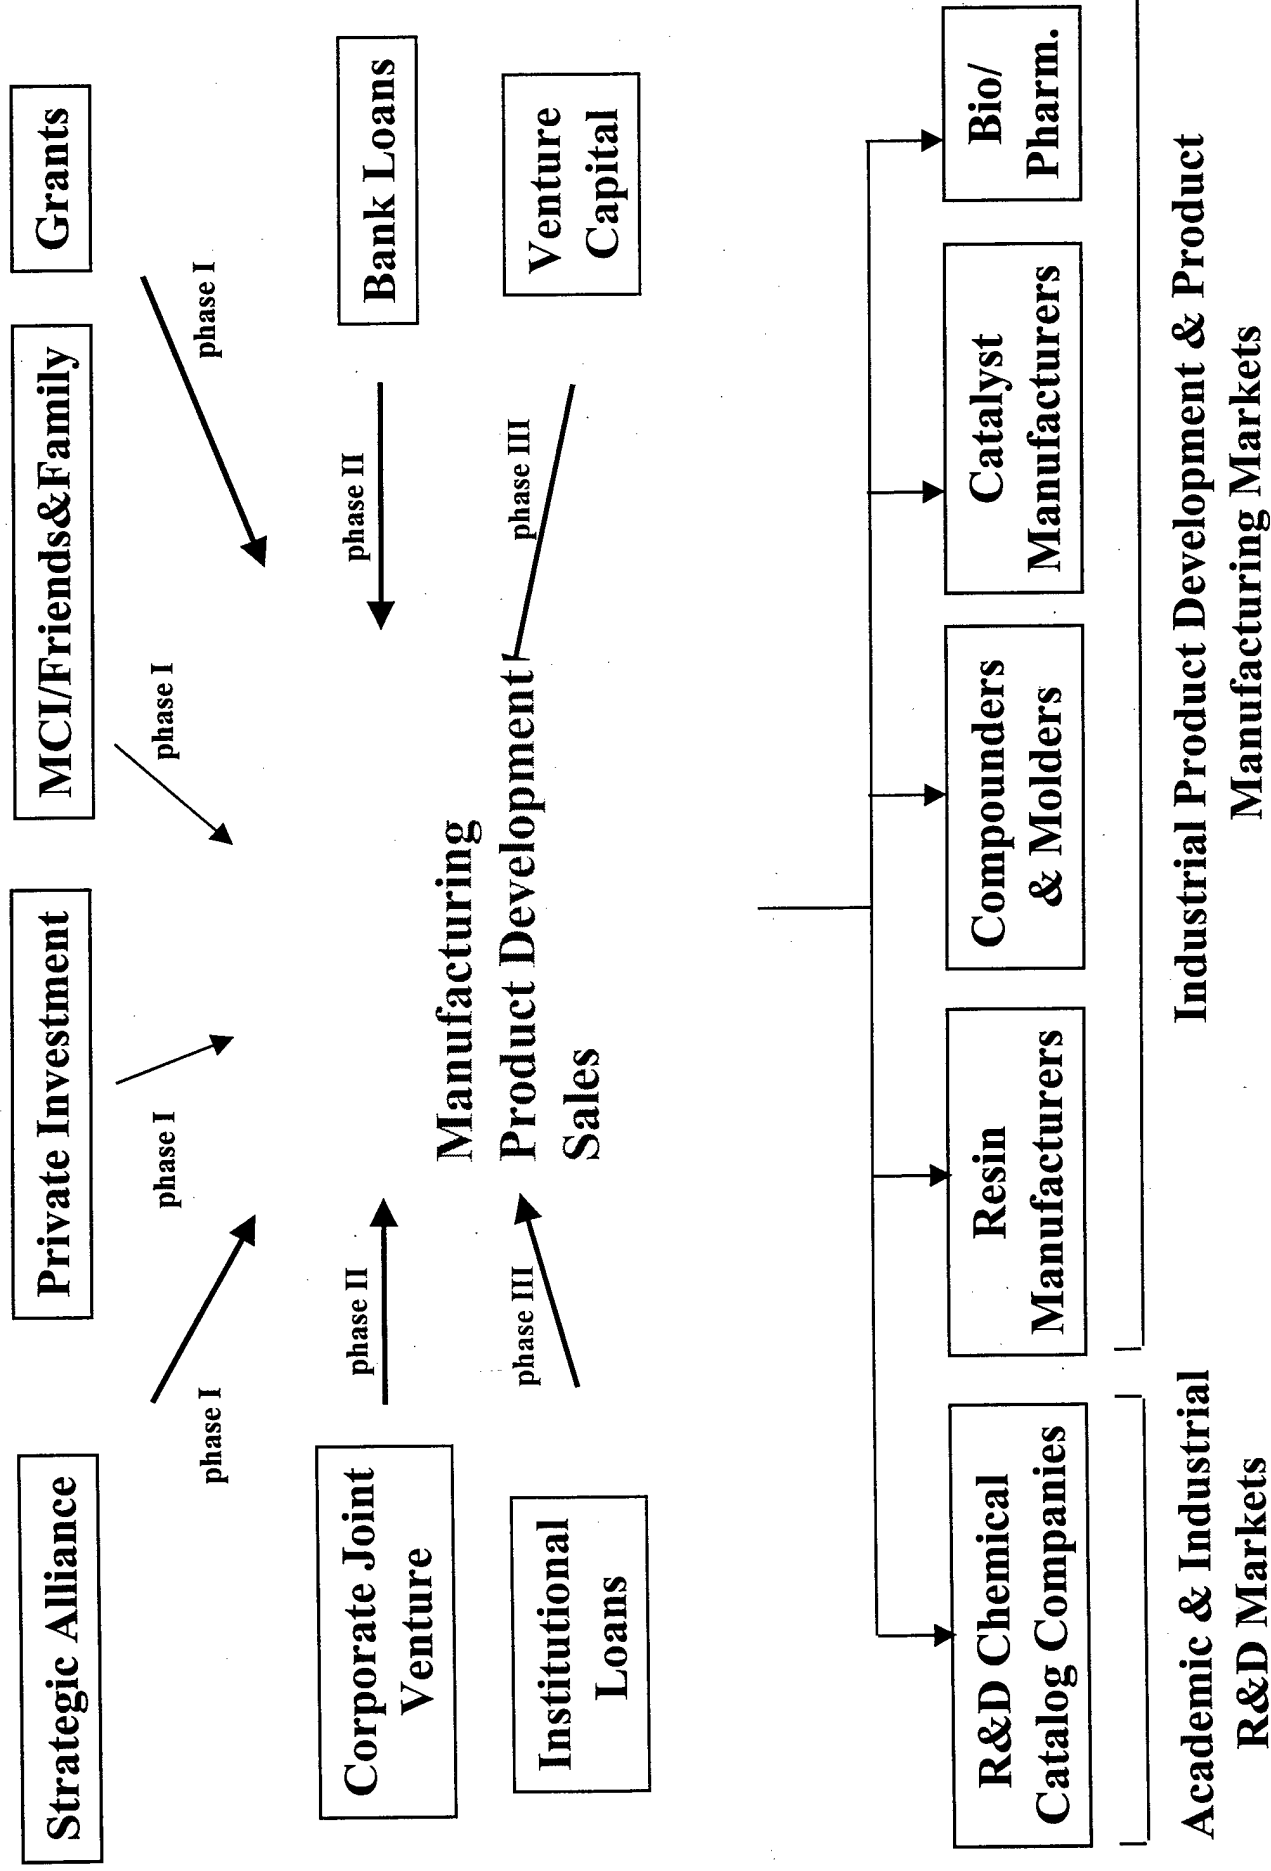 Strategic Alliance
Private Investment
MCI/Friends&Family
Grants
phase I
phase I
phase I
phase I
Corporate Joint
Venture
phase II
phase II
Bank Loans
Manufacturing
Product Development
Sales
Institutional
Loans
phase III
phase III
Venture
Capital
R&D Chemical
Catalog Companies
Resin
Manufacturers
Compounders
& Molders
Catalyst
Manufacturers
Bio/
Pharm.
Academic & Industrial
R&D Markets
Industrial Product Development & Product
Manufacturing Markets